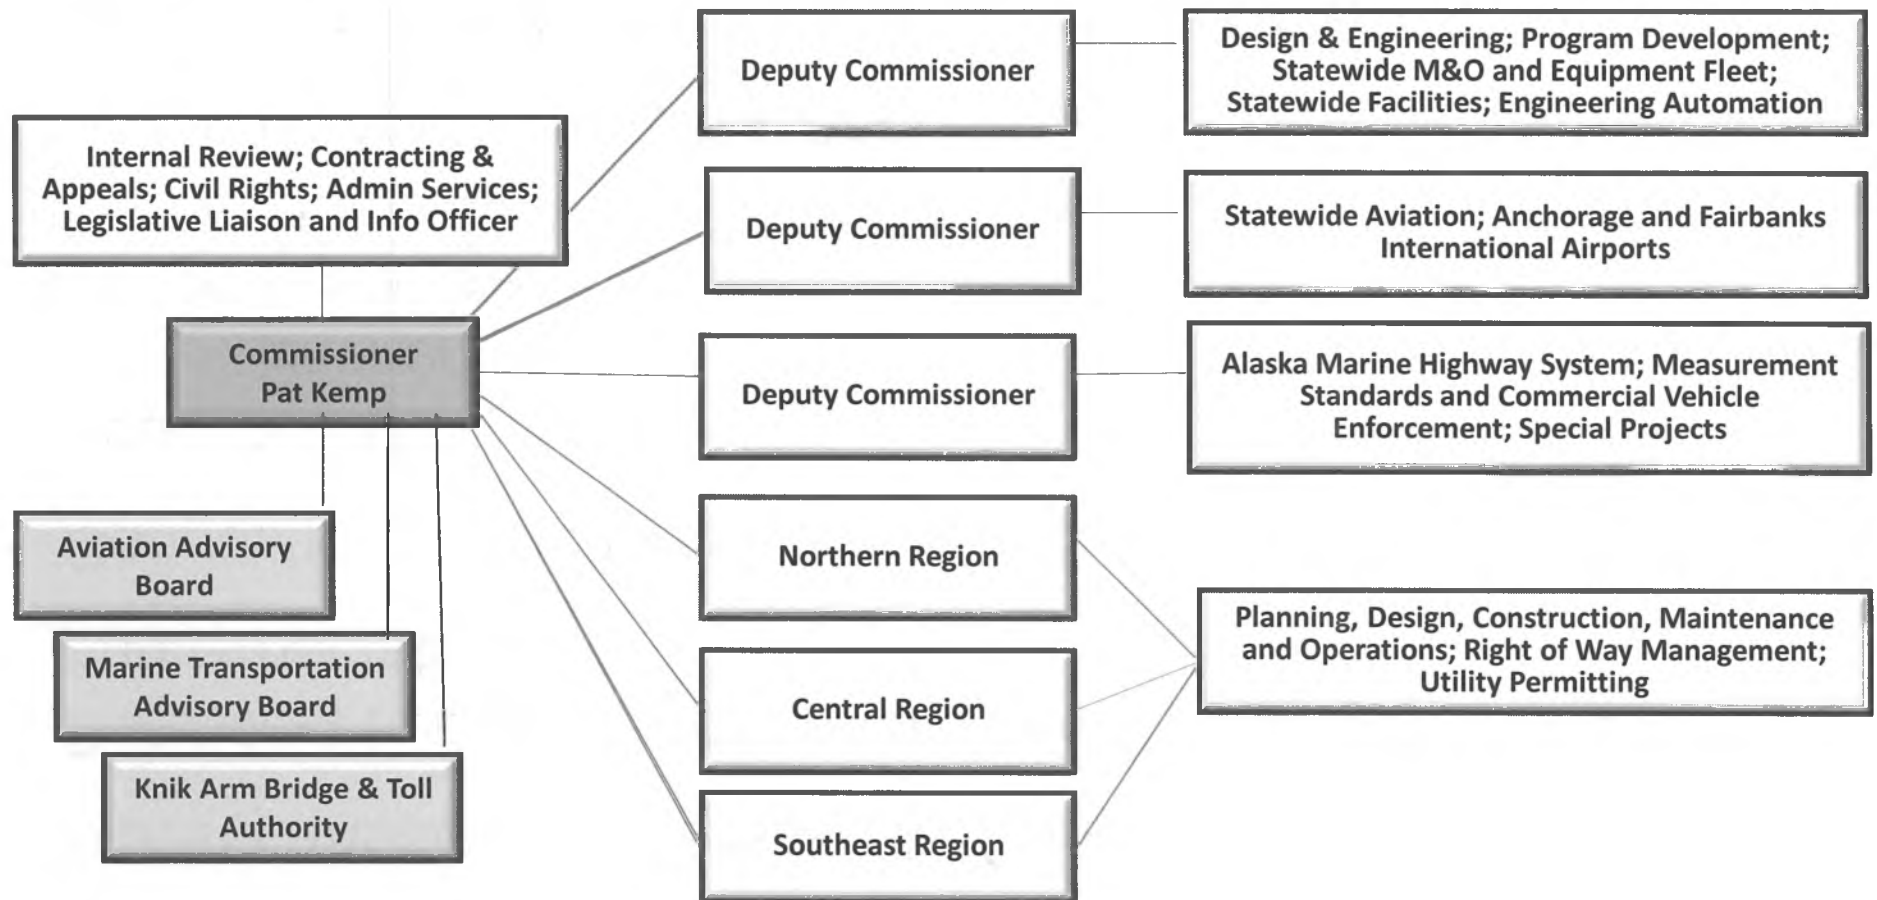 Deputy Commissioner
Design & Engineering; Program Development;
Statewide M&O and Equipment Fleet;
Statewide Facilities; Engineering Automation
Internal Review; Contracting &
Appeals; Civil Rights; Admin Services;
Legislative Liaison and Info Officer
Deputy Commissioner
Statewide Aviation; Anchorage and Fairbanks
International Airports
Commissioner
Pat Kemp
Deputy Commissioner
Alaska Marine Highway System; Measurement
Standards and Commercial Vehicle
Enforcement; Special Projects
Aviation Advisory
Board
Northern Region
Marine Transportation
Advisory Board
Central Region
Planning, Design, Construction, Maintenance
and Operations; Right of Way Management;
Utility Permitting
Knik Arm Bridge & Toll
Authority
Southeast Region